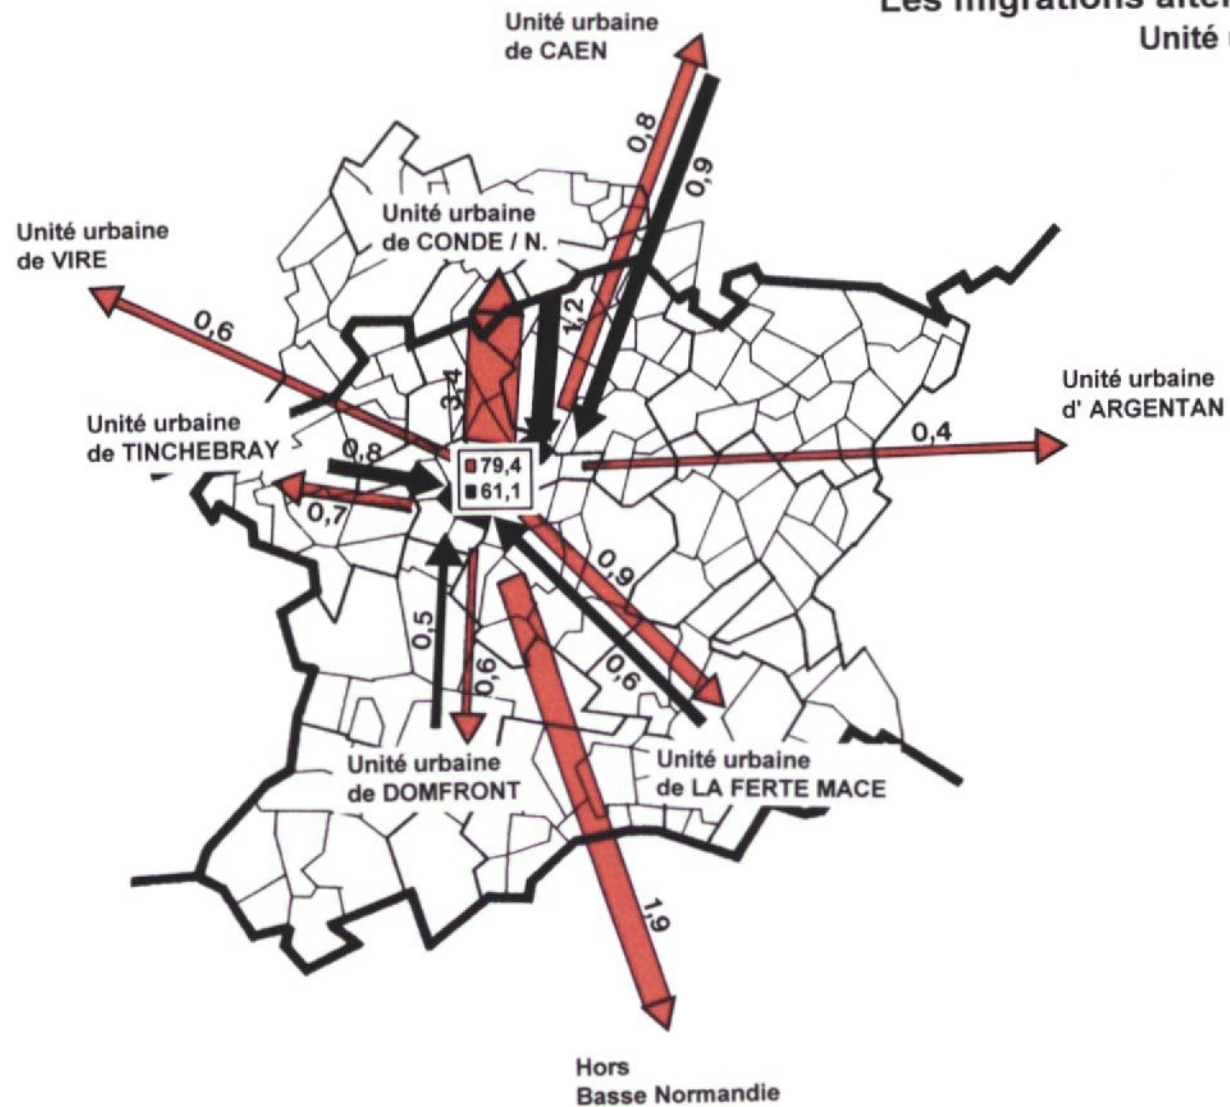 Les migrations
Unité
Unité urbaine
de CAEN
0,8
0,9
Unité urbaine
de CONDE / N.
Unité urbaine
de VIRE
0,6
1,2
3,4
Unité urbaine
d' ARGENTAN
0,4
Unité urbaine
de TINCHEBRAY
0,8
0,7
79,4
61,1
0,9
0,5
0,6
0,6
Unité urbaine
de DOMFRONT
Unité urbaine
de LA FERTE MACE
1,9
Hors
Basse Normandie